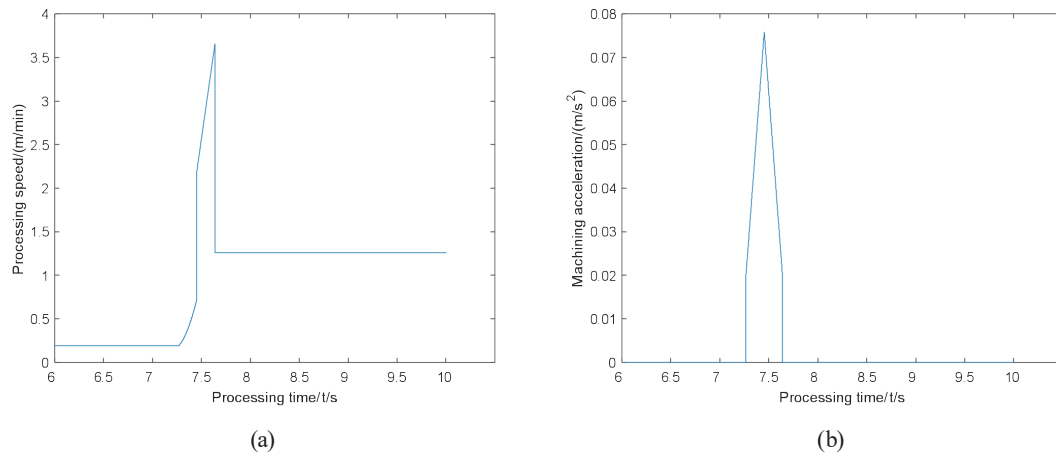 4
3.5
3
2.5
2
1.5
1
0.5
0
Processing speed/(m/min)
6 6.5 7 7.5 8 8.5 9 9.5 10
Processing time/t/s
(a)
0.08
0.07
0.06
0.05
0.04
0.03
0.02
0.01
0
Machining acceleration/(m/s²)
6 6.5 7 7.5 8 8.5 9 9.5 10
Processing time/t/s
(b)